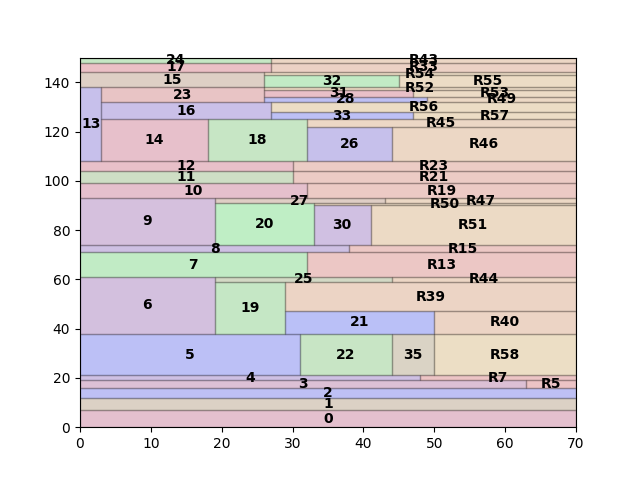 24 R43
17 R33
R54
15 32 R55
R52
31 R53
23 28 R49
R56
16 33 R57
13 R45
14 18 26 R46
12 R23
11 R21
10 R19
27 R47
R50
9 20 30 R51
8 R15
7 R13
25 R44
6 19 R39
21 R40
5 22 35 R58
4 R7
3 R5
2
1
0
140
120
100
80
60
40
20
0
0 10 20 30 40 50 60 70